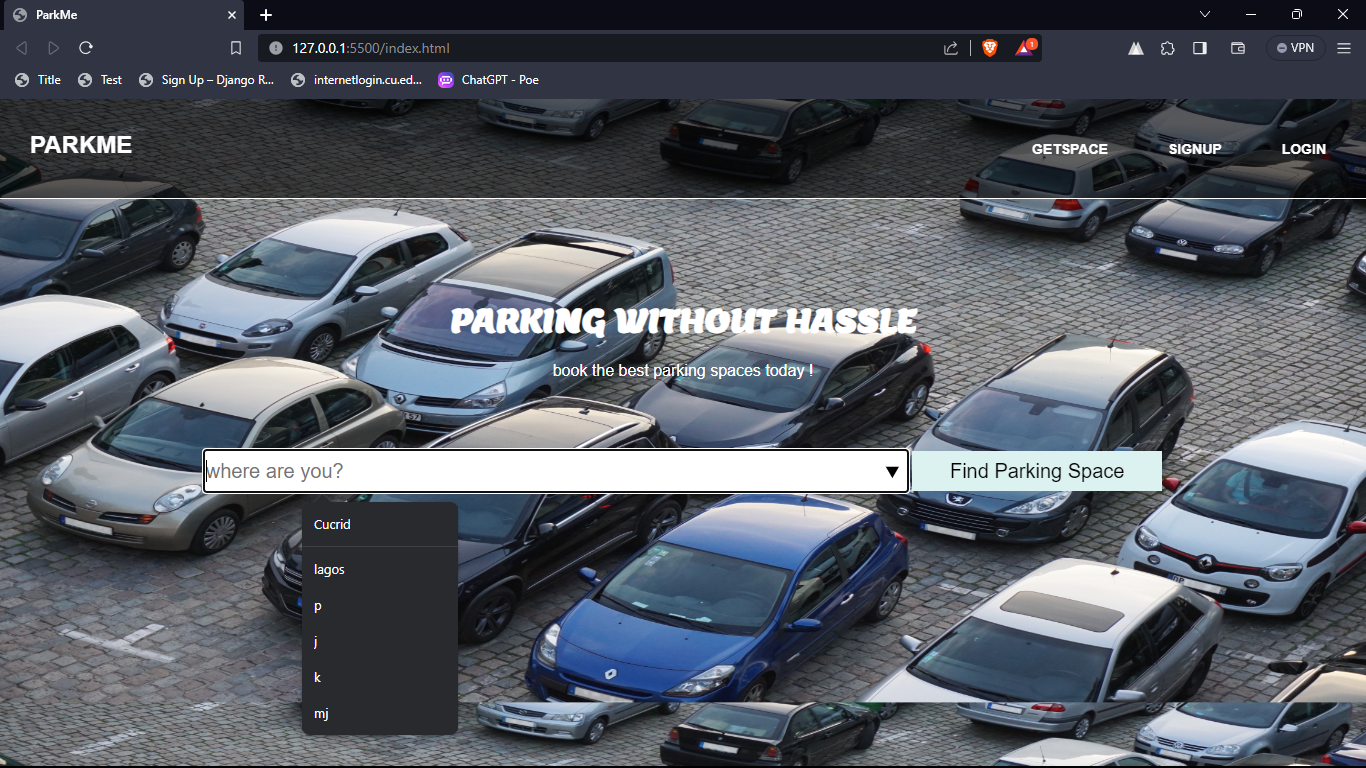 ParkMe
127.0.0.1:5500/index.html
1
VPN
Title
Test
Sign Up – Django R...
internetlogin.cu.ed...
ChatGPT - Poe
PARKME
GETSPACE
SIGNUP
LOGIN
PARKING WITHOUT HASSLE
book the best parking spaces today !
where are you?
Find Parking Space
Cucrid
lagos
p
j
k
mj